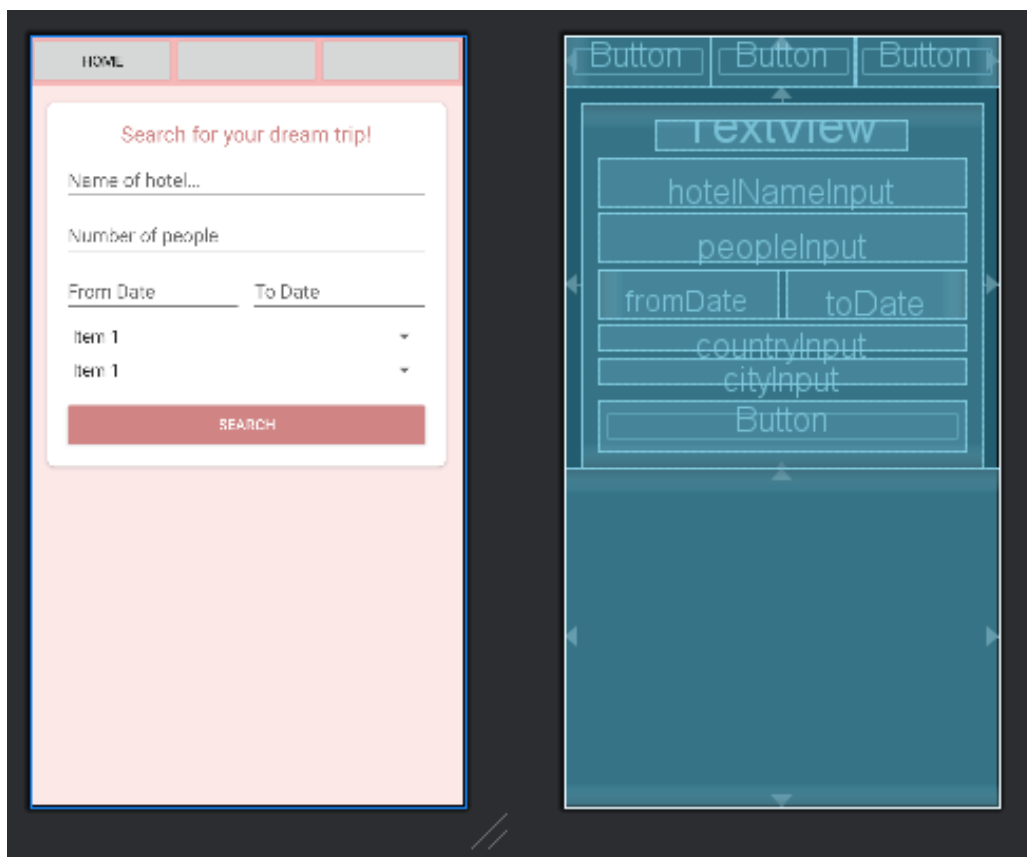 HOME
Search for your dream trip!
Name of hotel...
Number of people
From Date To Date
Item 1
Item 1
SEARCH
Button Button Button
TextView
hotelNameInput
peopleInput
fromDate toDate
countryInput
cityInput
Button